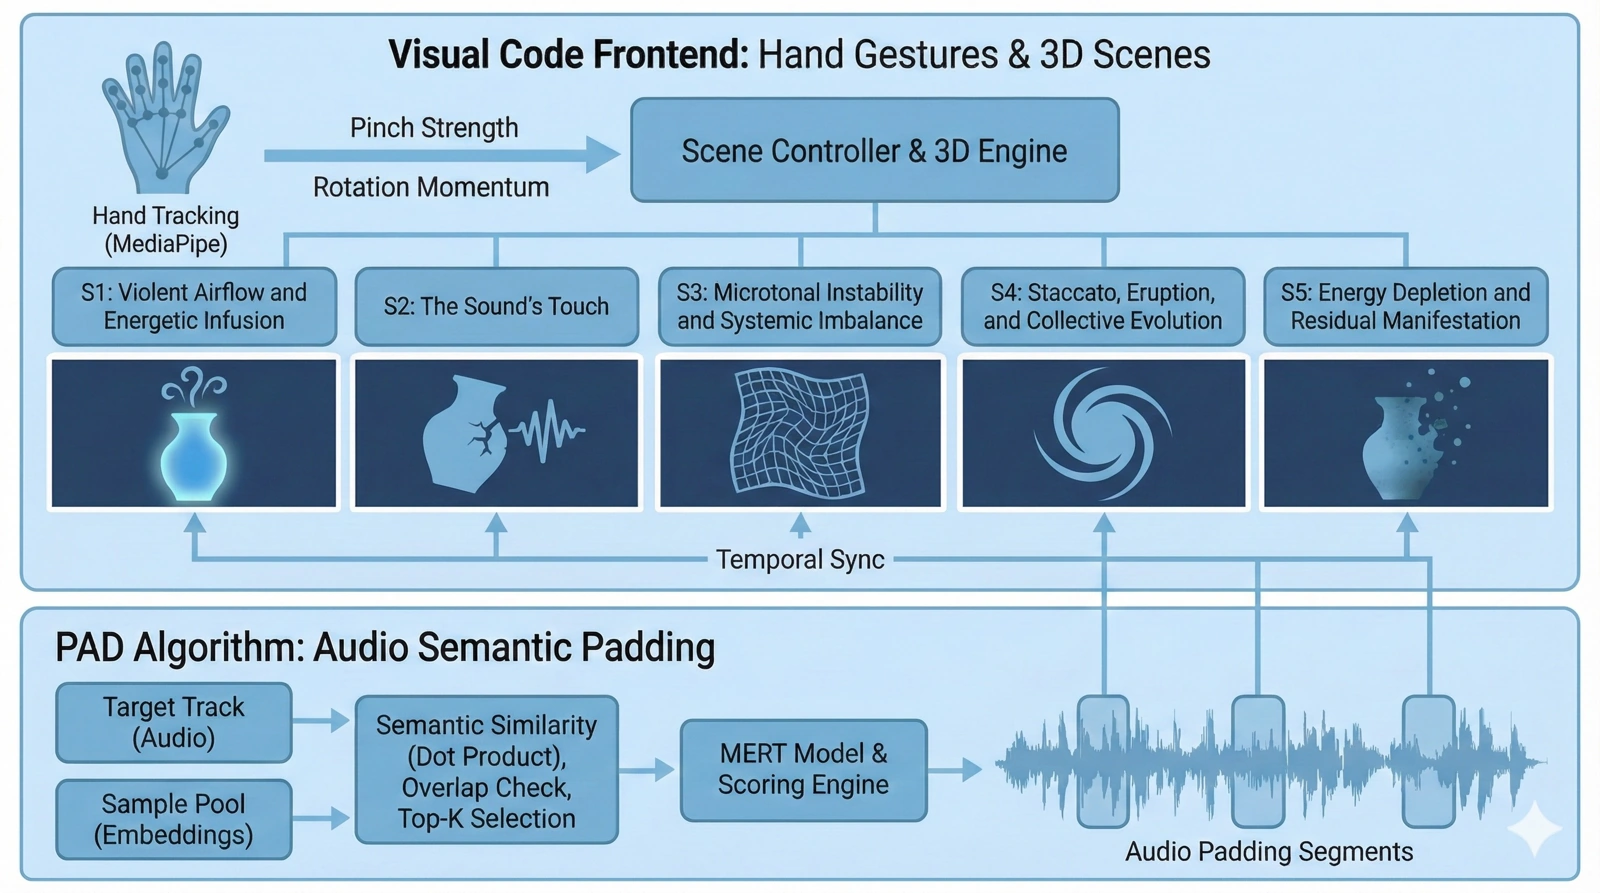 Visual Code Frontend: Hand Gestures & 3D Scenes
Pinch Strength
Rotation Momentum
Hand Tracking
(MediaPipe)
Scene Controller & 3D Engine
S1: Violent Airflow and
Energetic Infusion
S2: The Sound's Touch
S3: Microtonal Instability
and Systemic Imbalance
S4: Staccato, Eruption,
and Collective Evolution
S5: Energy Depletion and
Residual Manifestation
Temporal Sync
PAD Algorithm: Audio Semantic Padding
Target Track
(Audio)
Sample Pool
(Embeddings)
Semantic Similarity
(Dot Product),
Overlap Check,
Top-K Selection
MERT Model &
Scoring Engine
Audio Padding Segments